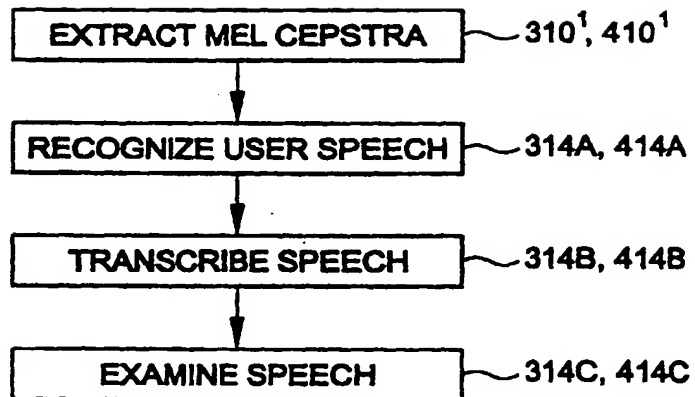 EXTRACT MEL CEPSTRA 310¹, 410¹
RECOGNIZE USER SPEECH 314A, 414A
TRANSCRIBE SPEECH 314B, 414B
EXAMINE SPEECH 314C, 414C